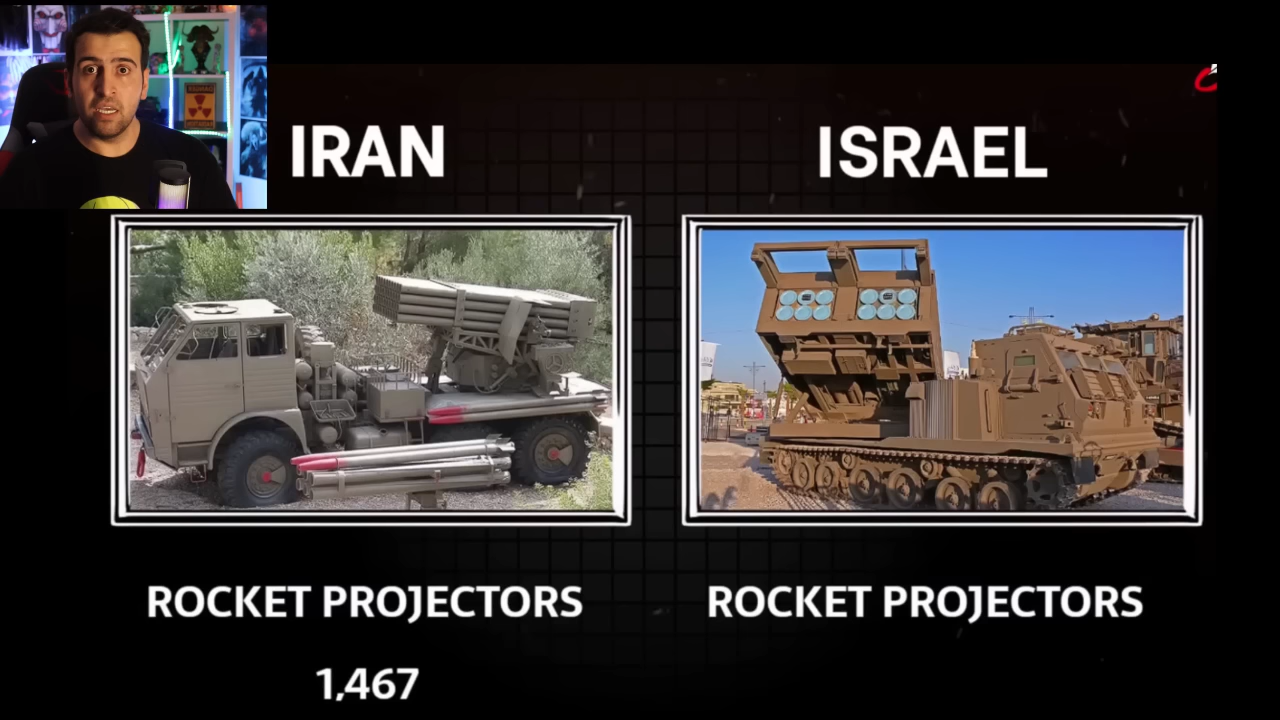 IRAN
ISRAEL
ROCKET PROJECTORS
ROCKET PROJECTORS
1,467